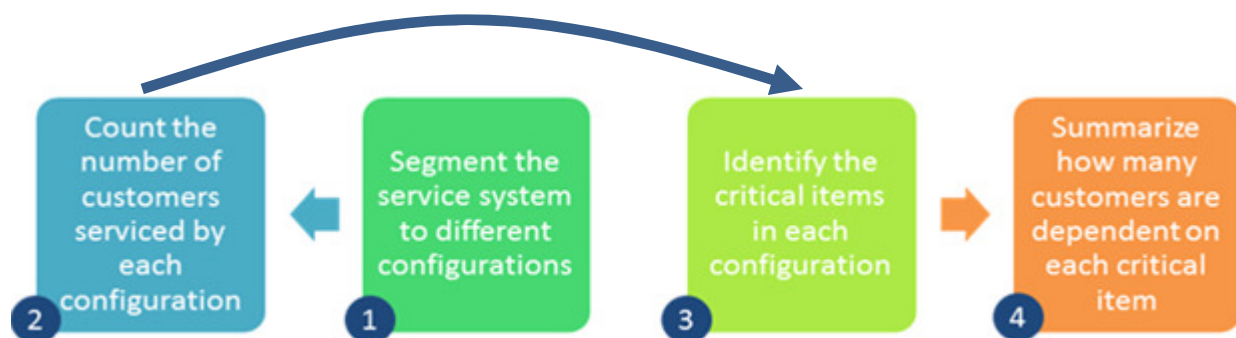 Count the
number of
customers
serviced by
each
configuration
2
Segment the
service system
to different
configurations
1
Identify the
critical items
in each
configuration
3
Summarize
how many
customers are
dependent on
each critical
item
4